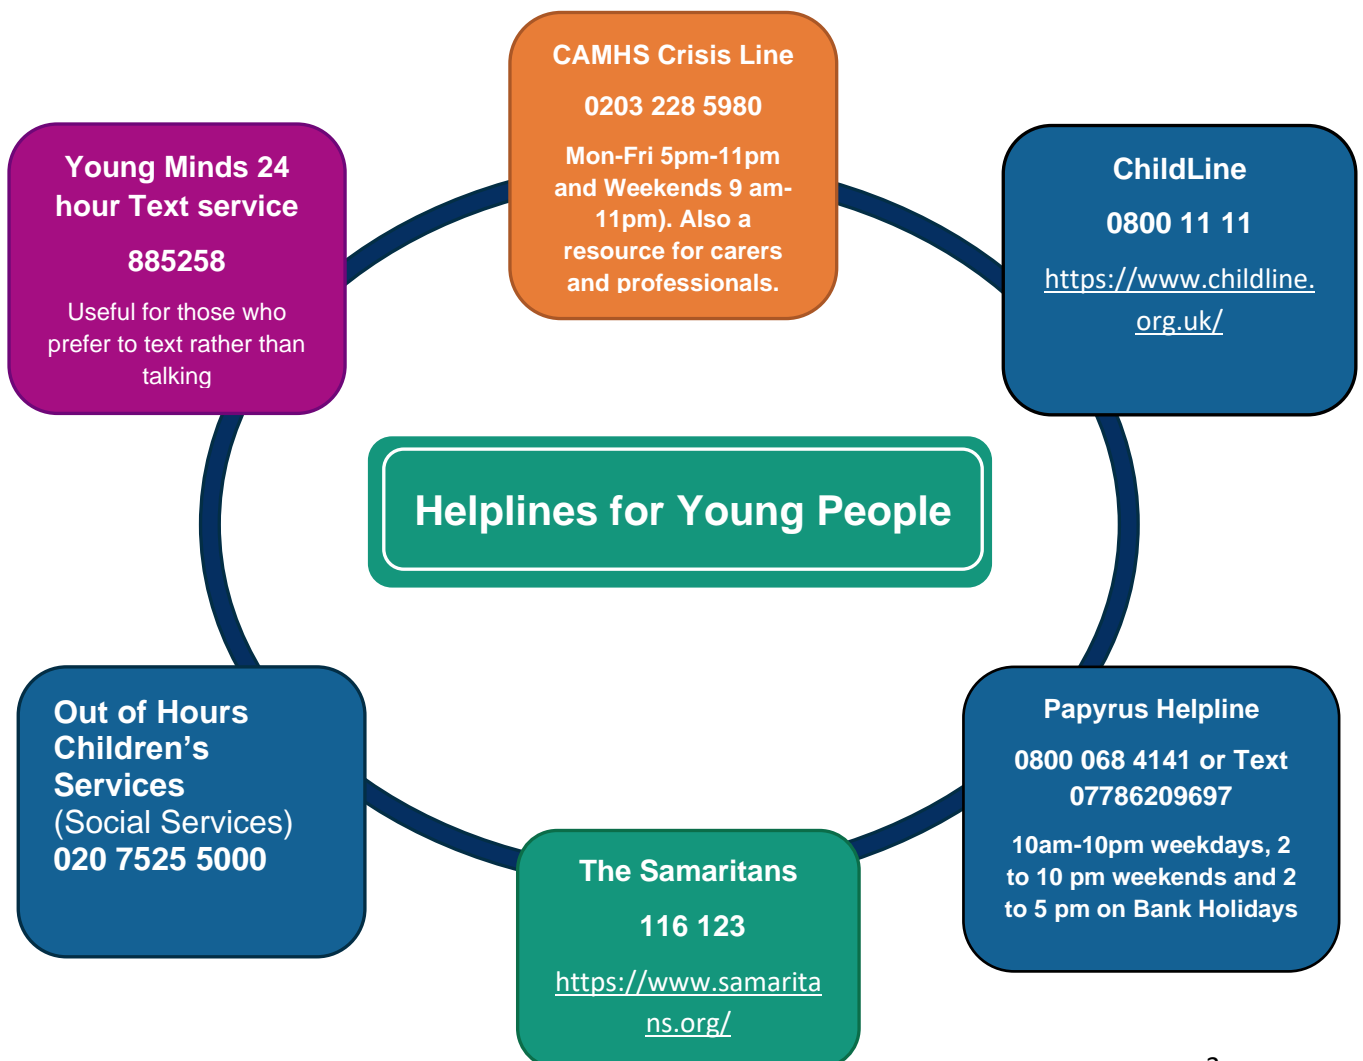 CAMHS Crisis Line
0203 228 5980
Mon-Fri 5pm-11pm
and Weekends 9 am-
11pm). Also a
resource for carers
and professionals.
Young Minds 24
hour Text service
885258
Useful for those who
prefer to text rather than
talking
ChildLine
0800 11 11
https://www.childline.
org.uk/
Helplines for Young People
Out of Hours
Children’s
Services
(Social Services)
020 7525 5000
Papyrus Helpline
0800 068 4141 or Text
07786209697
10am-10pm weekdays, 2
to 10 pm weekends and 2
to 5 pm on Bank Holidays
The Samaritans
116 123
https://www.samarita
ns.org/